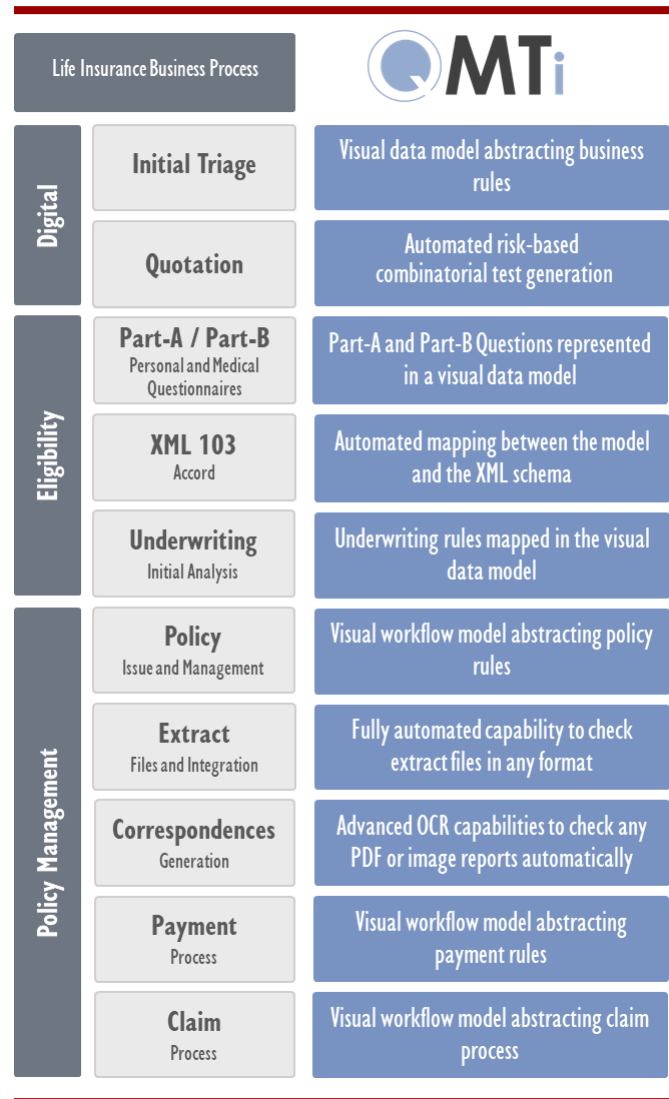 Life Insurance Business Process
QMTi
Digital
Initial Triage
Visual data model abstracting business
rules
Quotation
Automated risk-based
combinatorial test generation
Eligibility
Part-A / Part-B
Personal and Medical
Questionnaires
Part-A and Part-B Questions represented
in a visual data model
XML 103
Accord
Automated mapping between the model
and the XML schema
Underwriting
Initial Analysis
Underwriting rules mapped in the visual
data model
Policy Management
Policy
Issue and Management
Visual workflow model abstracting policy
rules
Extract
Files and Integration
Fully automated capability to check
extract files in any format
Correspondences
Generation
Advanced OCR capabilities to check any
PDF or image reports automatically
Payment
Process
Visual workflow model abstracting
payment rules
Claim
Process
Visual workflow model abstracting claim
process